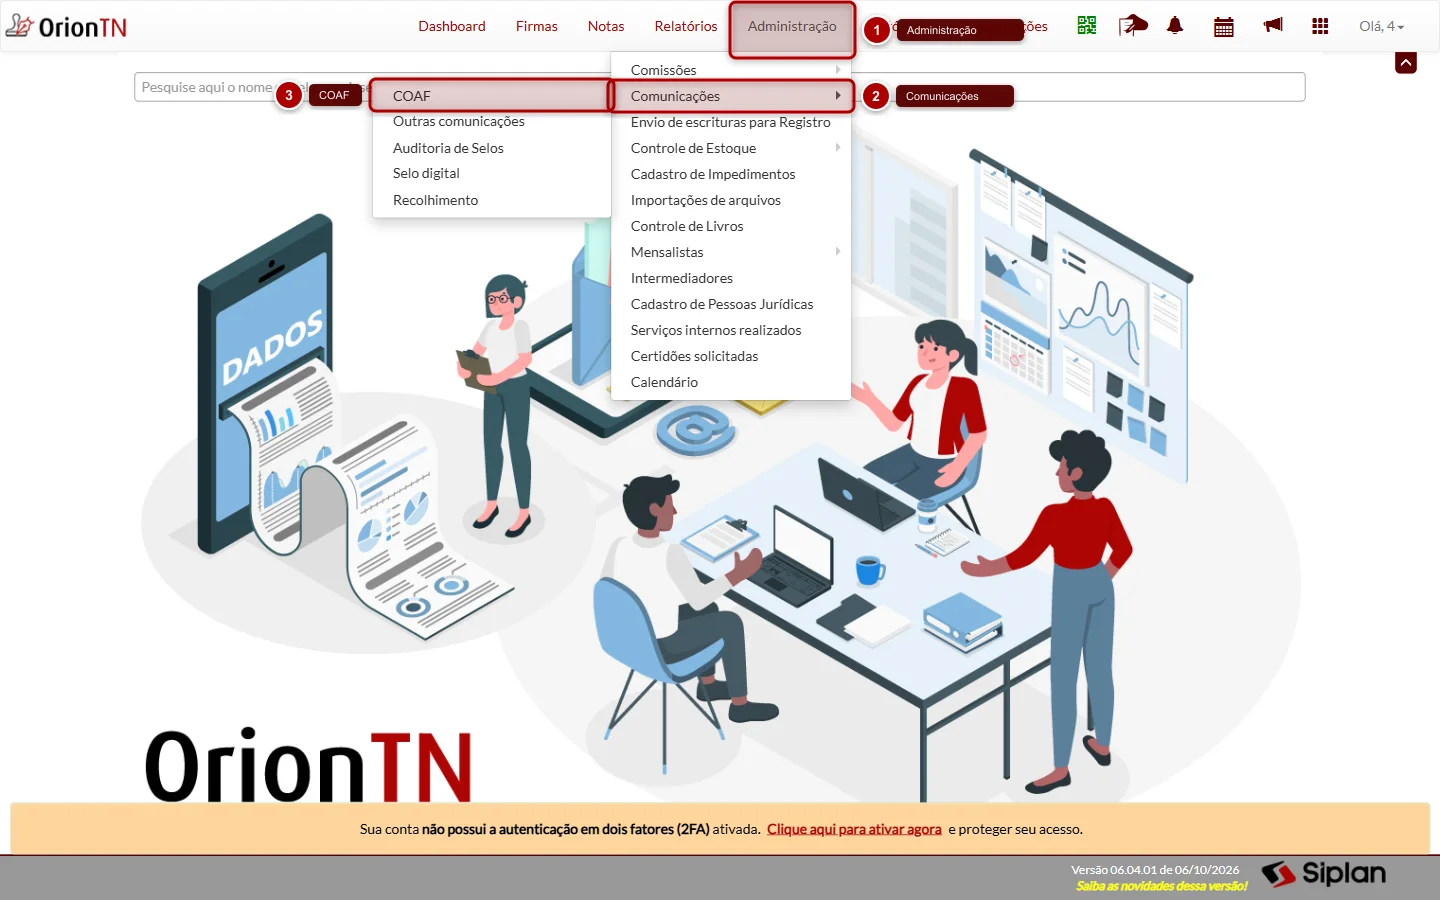 OrionTN
Dashboard
Firmas
Notas
Relatórios
Administração
1
Administração
ões
Olá, 4
Pesquise aqui o nome
3
COAF
COAF
Outras comunicações
Auditoria de Selos
Selo digital
Recolhimento
Comissões
Comunicações
2
Comunicações
Envio de escrituras para Registro
Controle de Estoque
Cadastro de Impedimentos
Importações de arquivos
Controle de Livros
Mensalistas
Intermediadores
Cadastro de Pessoas Jurídicas
Serviços internos realizados
Certidões solicitadas
Calendário
DADOS
OrionTN
Sua conta não possui a autenticação em dois fatores (2FA) ativada. Clique aqui para ativar agora e proteger seu acesso.
Versão 06.04.01 de 06/10/2026
Saiba as novidades dessa versão!
Siplan